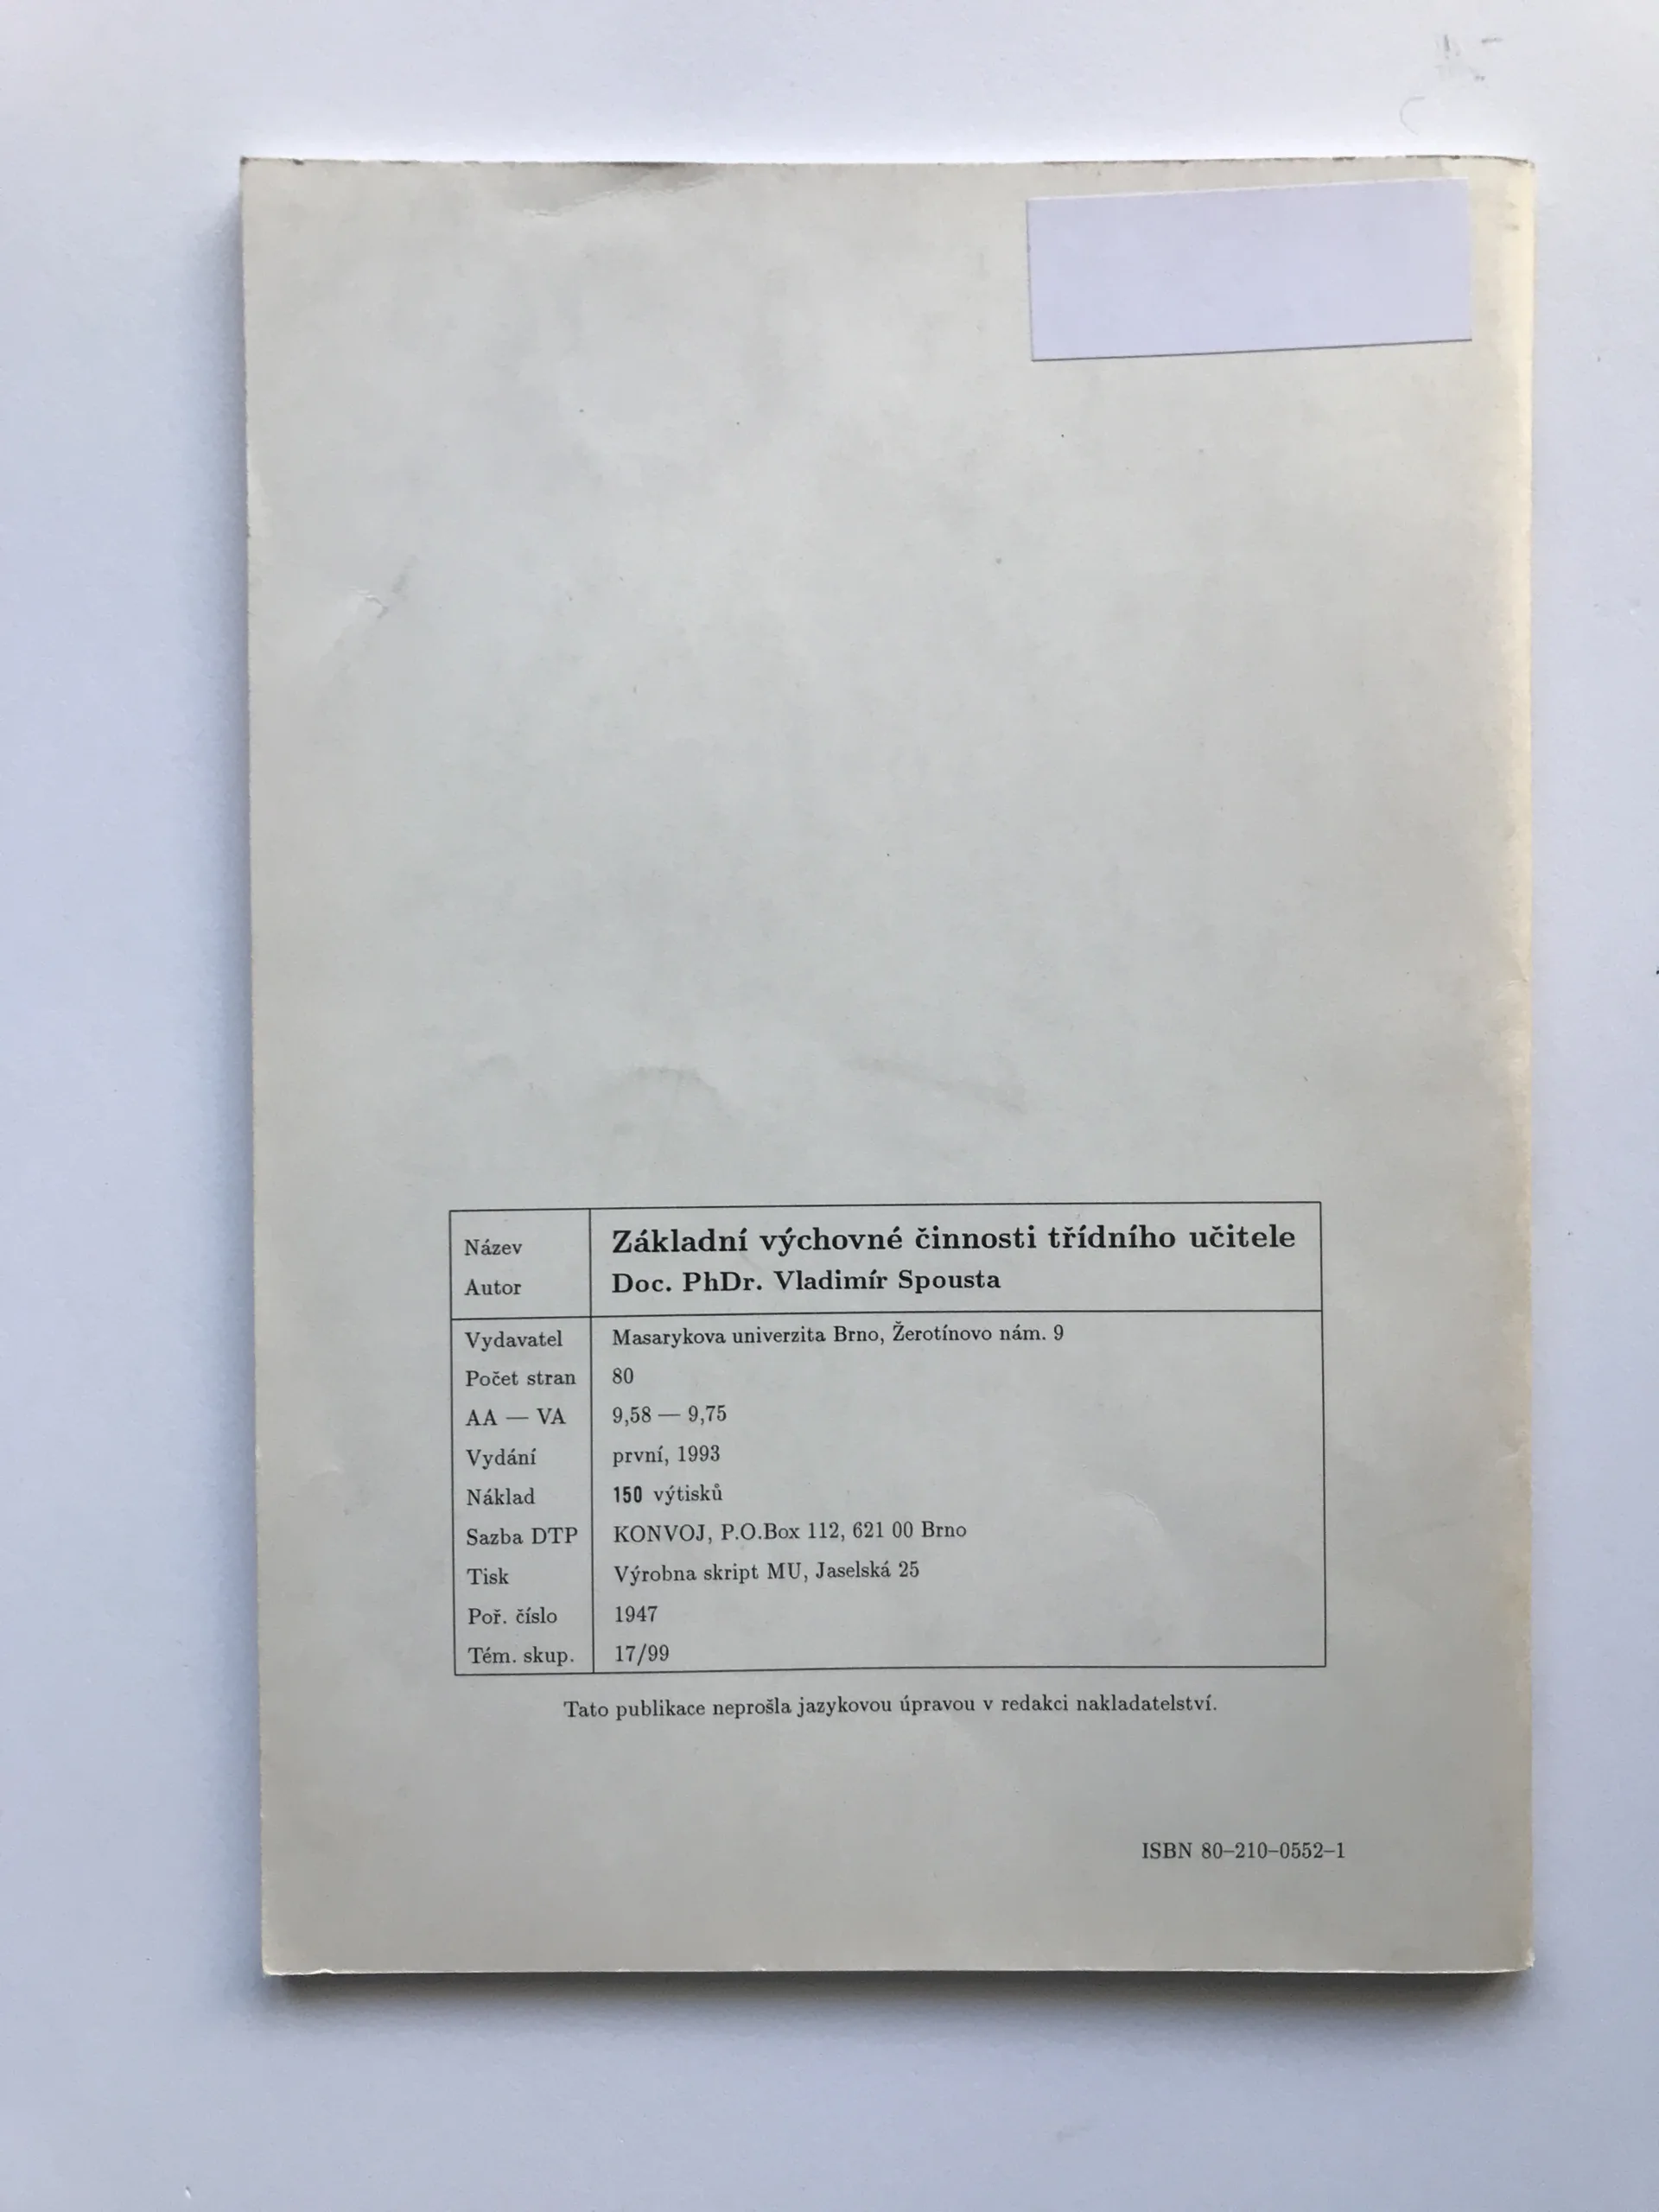 Název Základní výchovné činnosti třídního učitele
Autor Doc. PhDr. Vladimír Spousta
Vydavatel Masarykova univerzita Brno, Žerotínovo nám. 9
Počet stran 80
AA — VA 9,58 — 9,75
Vydání první, 1993
Náklad 150 výtisků
Sazba DTP KONVOJ, P.O.Box 112, 621 00 Brno
Tisk Výrobna skript MU, Jaselská 25
Poř. číslo 1947
Tém. skup. 17/99
Tato publikace neprošla jazykovou úpravou v redakci nakladatelství.
ISBN 80–210–0552–1